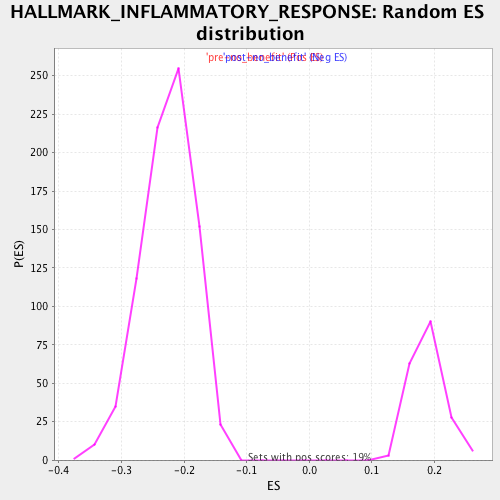 HALLMARK_INFLAMMATORY_RESPONSE: Random ES
distribution
250
225
200
175
150
125
100
75
50
25
0
P(ES)
Sets with pos scores: 19%
-0.4 -0.3 -0.2 -0.1 0.0 0.1 0.2
ES